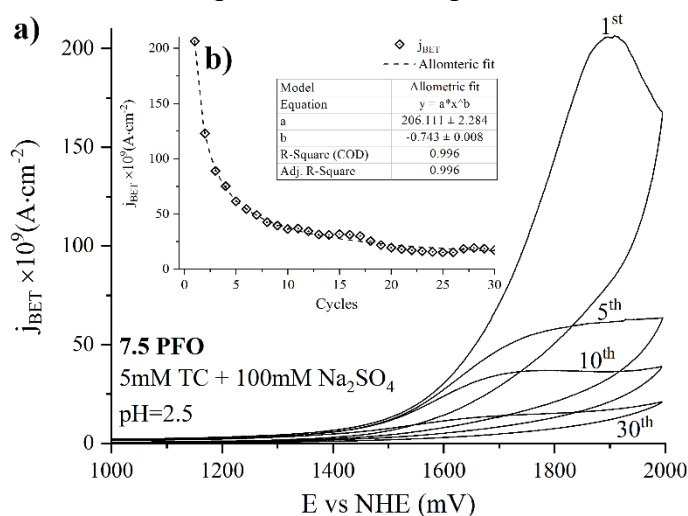 a)
b)
j_BET
Allomteric fit
Model Allometric fit
Equation y = a*x^b
a 206.111 ± 2.284
b -0.743 ± 0.008
R-Square (COD) 0.996
Adj. R-Square 0.996
j_BET ×10⁹(A·cm⁻²)
200
150
100
50
0
0 5 10 15 20 25 30
Cycles
1st
5th
10th
30th
7.5 PFO
5mM TC + 100mM Na₂SO₄
pH=2.5
j_BET ×10⁹(A·cm⁻²)
200
150
100
50
0
1000 1200 1400 1600 1800 2000
E vs NHE (mV)